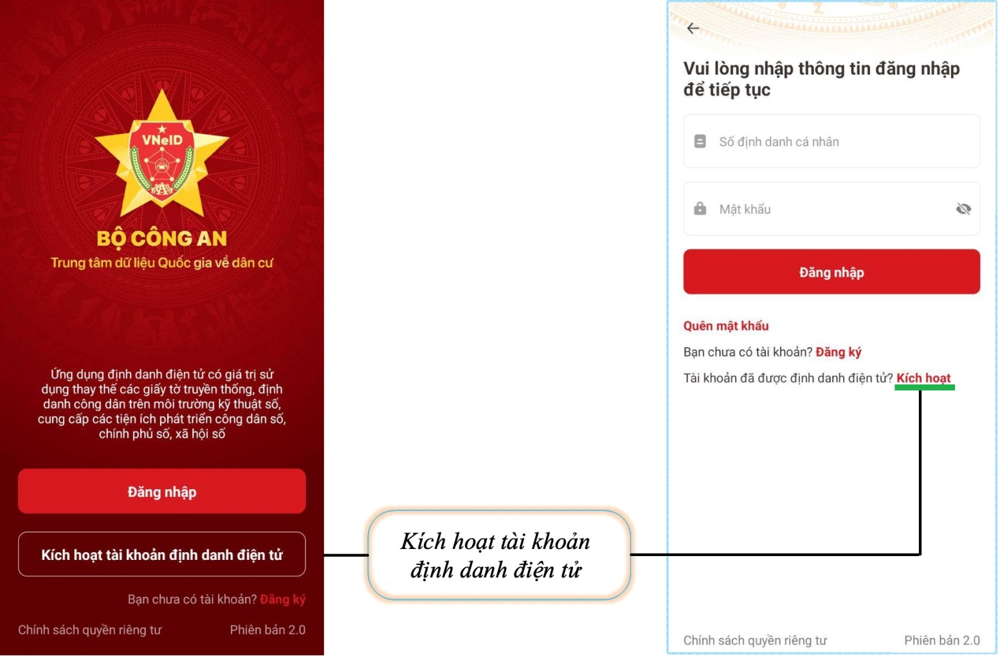 VNeID
BỘ CÔNG AN
Trung tâm dữ liệu Quốc gia về dân cư
Ứng dụng định danh điện tử có giá trị sử
dụng thay thế các giấy tờ truyền thống, định
danh công dân trên môi trường kỹ thuật số,
cung cấp các tiện ích phát triển công dân số,
chính phủ số, xã hội số
Đăng nhập
Kích hoạt tài khoản định danh điện tử
Bạn chưa có tài khoản? Đăng ký
Chính sách quyền riêng tư Phiên bản 2.0
Kích hoạt tài khoản
định danh điện tử
Vui lòng nhập thông tin đăng nhập
để tiếp tục
Số định danh cá nhân
Mật khẩu
Đăng nhập
Quên mật khẩu
Bạn chưa có tài khoản? Đăng ký
Tài khoản đã được định danh điện tử? Kích hoạt
Chính sách quyền riêng tư Phiên bản 2.0